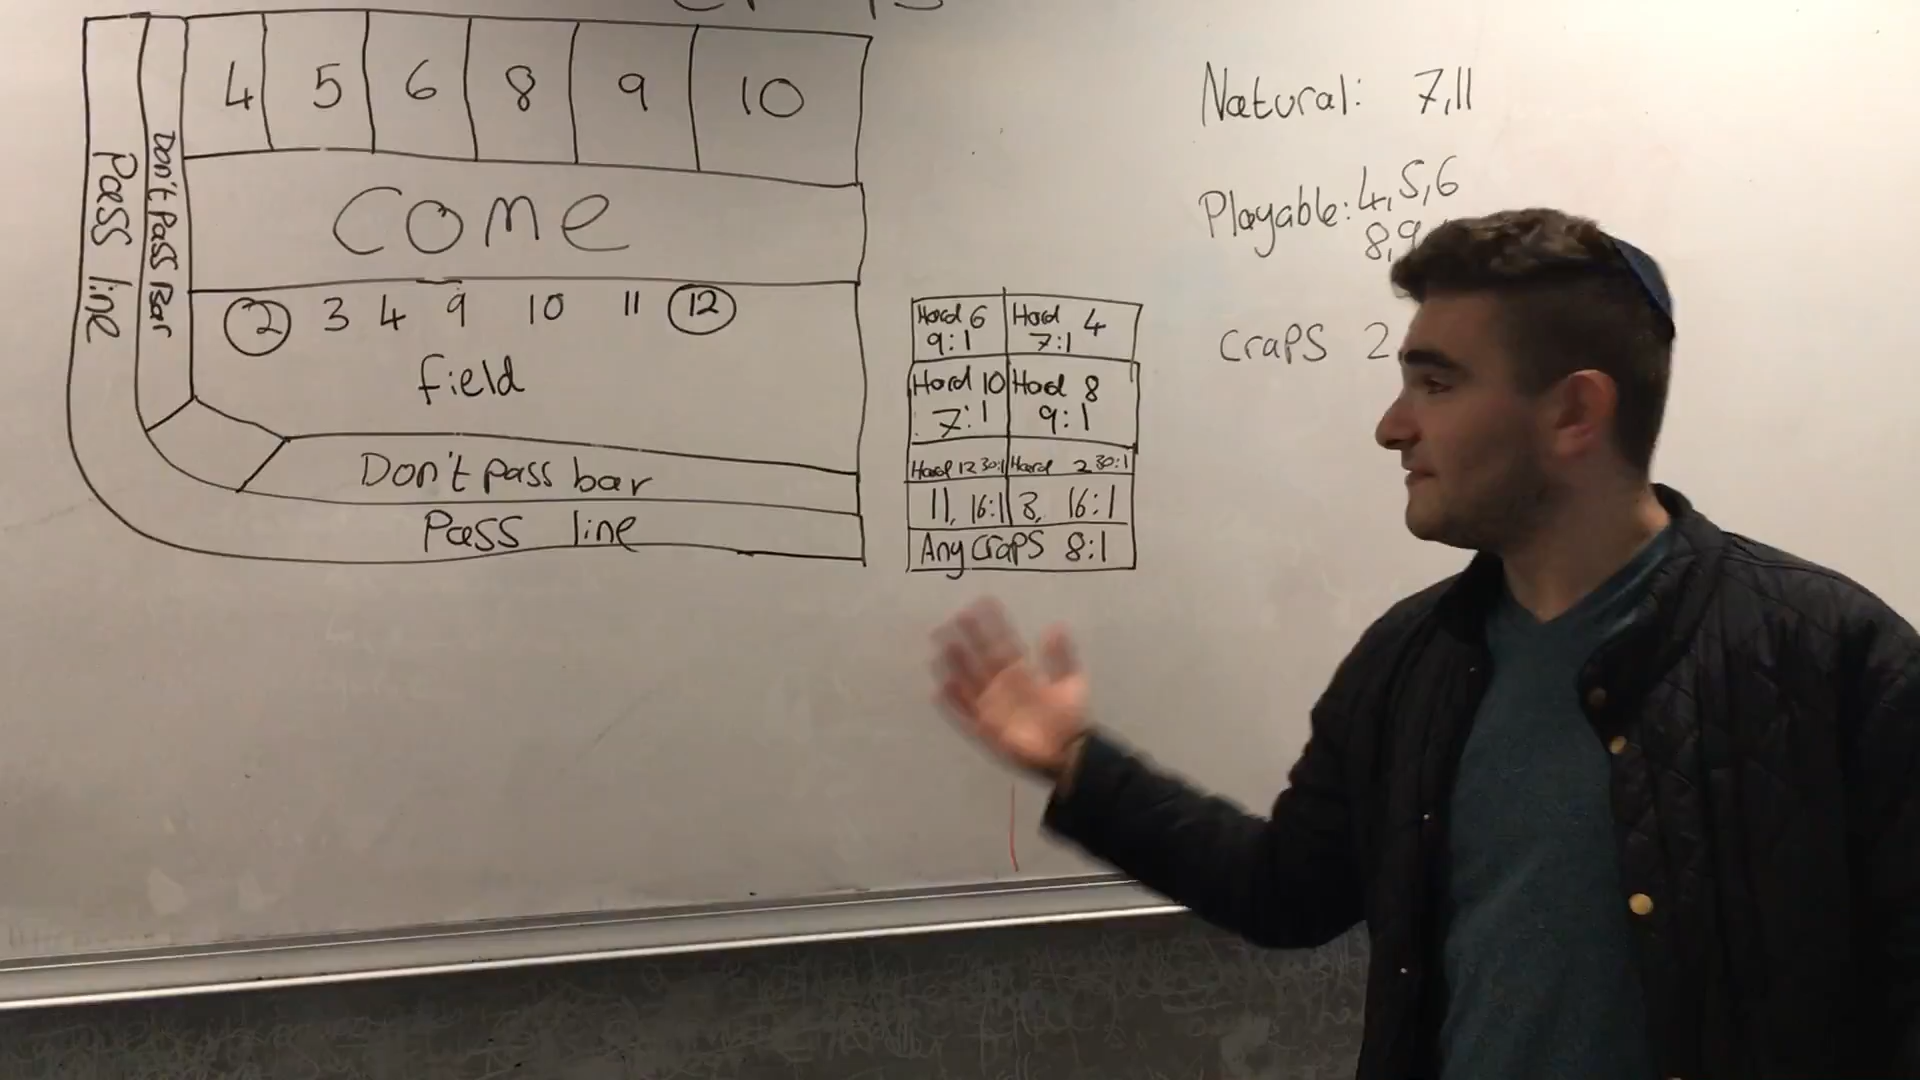 4 5 6 8 9 10
Come
2 3 4 9 10 11 12
field
Don't pass bar
Pass line
Don't Pass Bar
Pass line
Hard 6 Hard 4
9:1 7:1
Hard 10 Hard 8
7:1 9:1
Hard 12 30:1 Hard 2 30:1
11, 16:1 3, 16:1
Any craps 8:1
Natural: 7,11
Playable: 4,5,6
8,9
craps 2